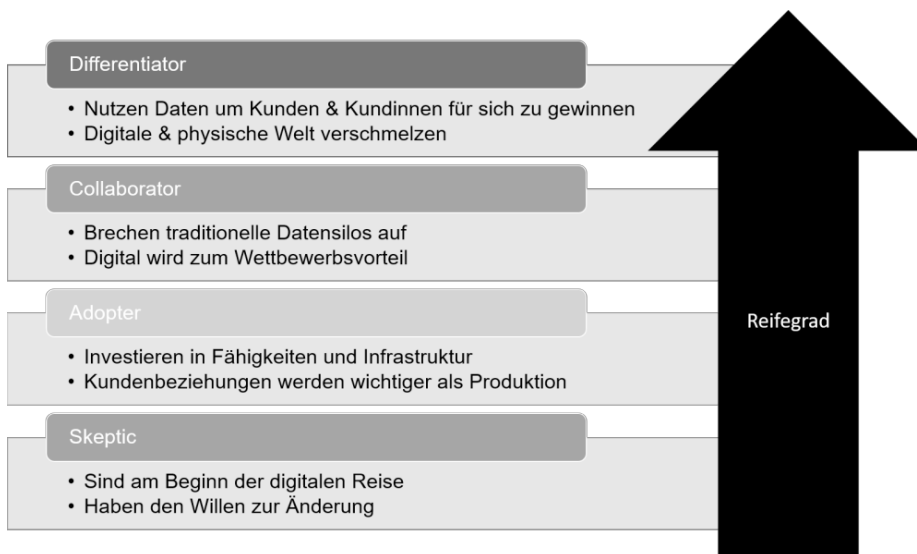 Differentiator
• Nutzen Daten um Kunden & Kundinnen für sich zu gewinnen
• Digitale & physische Welt verschmelzen
Collaborator
• Brechen traditionelle Datensilos auf
• Digital wird zum Wettbewerbsvorteil
Adopter
• Investieren in Fähigkeiten und Infrastruktur
• Kundenbeziehungen werden wichtiger als Produktion
Skeptic
• Sind am Beginn der digitalen Reise
• Haben den Willen zur Änderung
Reifegrad